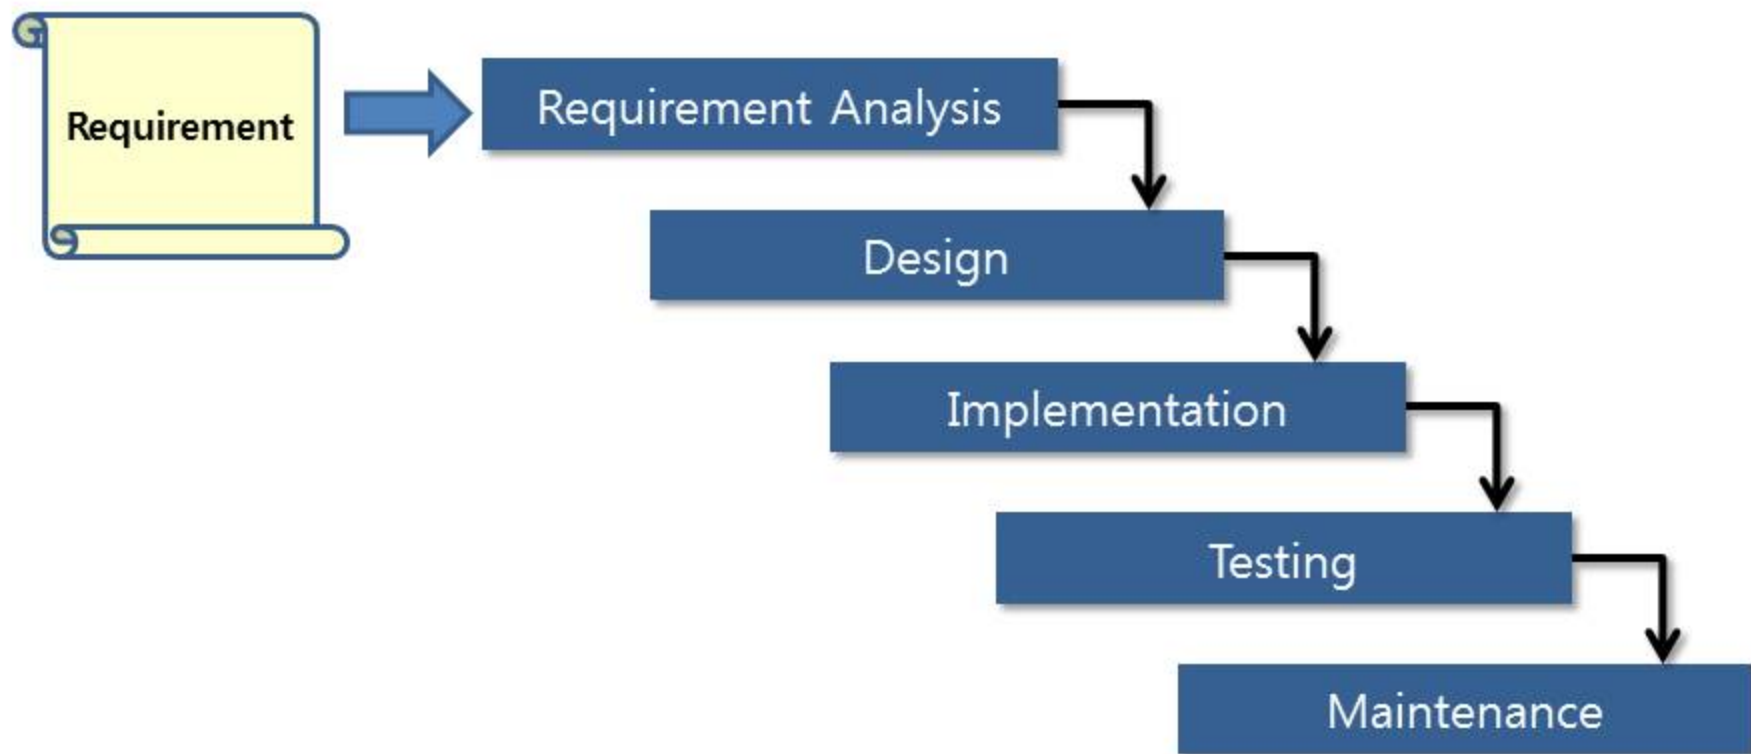 Requirement
Requirement Analysis
Design
Implementation
Testing
Maintenance